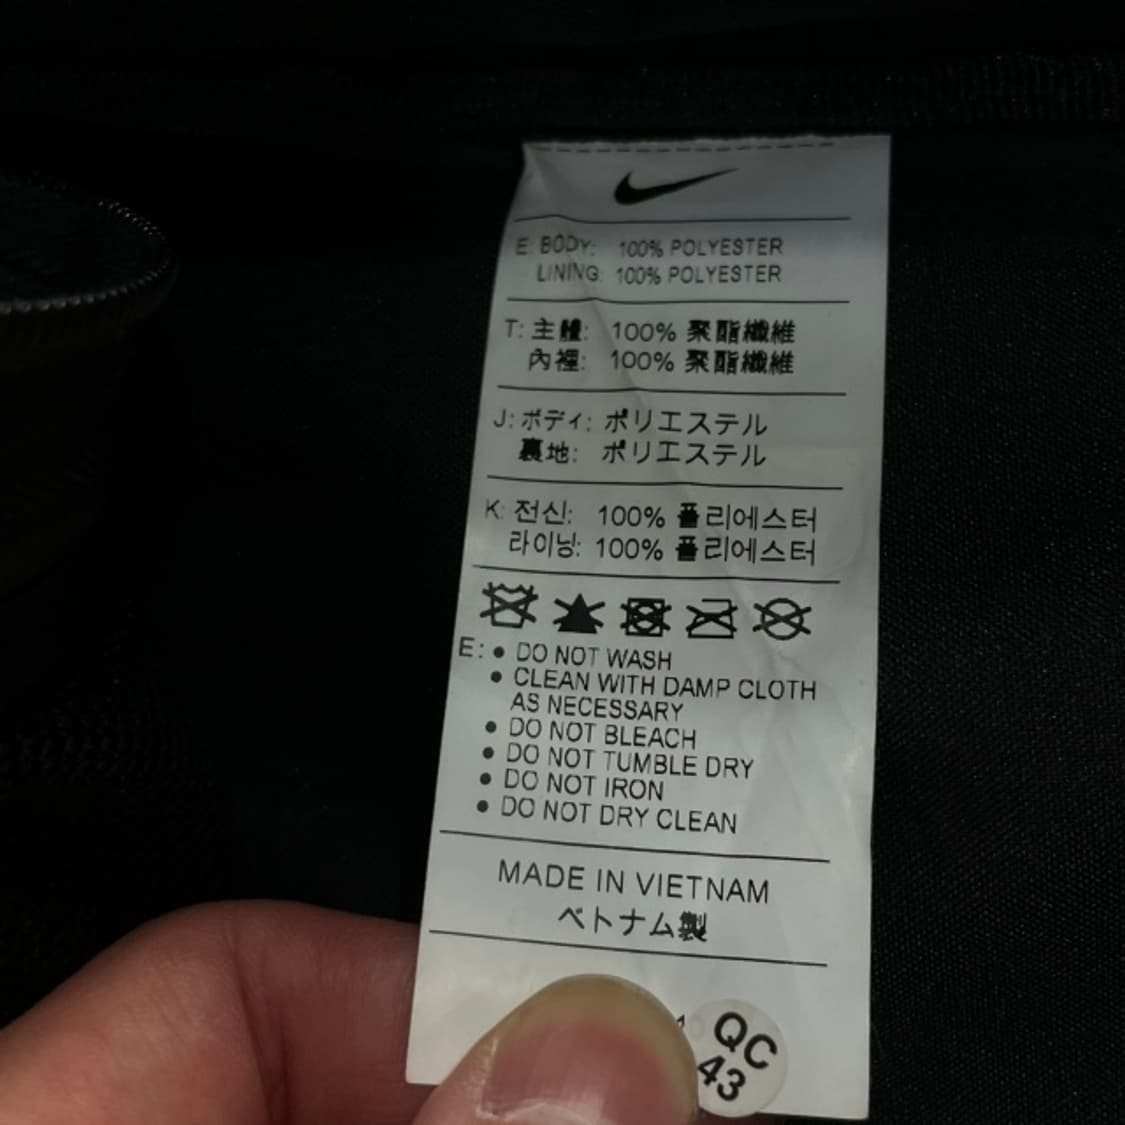 E: BODY: 100% POLYESTER
LINING: 100% POLYESTER
T: 主體: 100% 聚酯纖維
內裡: 100% 聚酯纖維
J: ボディ: ポリエステル
裏地: ポリエステル
K: 전신: 100% 폴리에스터
라이닝: 100% 폴리에스터
E: • DO NOT WASH
• CLEAN WITH DAMP CLOTH
AS NECESSARY
• DO NOT BLEACH
• DO NOT TUMBLE DRY
• DO NOT IRON
• DO NOT DRY CLEAN
MADE IN VIETNAM
ベトナム製
QC
43